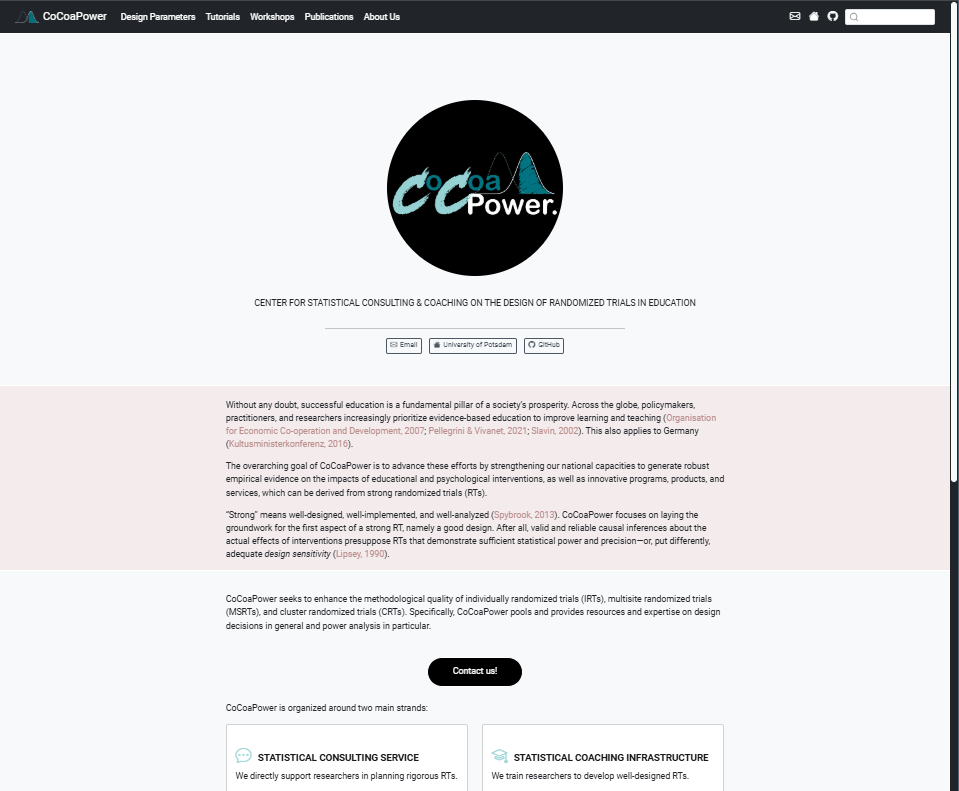 CoCoaPower Design Parameters Tutorials Workshops Publications About Us
CoCoa
Power.
CENTER FOR STATISTICAL CONSULTING & COACHING ON THE DESIGN OF RANDOMIZED TRIALS IN EDUCATION
Email University of Potsdam GitHub
Without any doubt, successful education is a fundamental pillar of a society's prosperity. Across the globe, policymakers,
practitioners, and researchers increasingly prioritize evidence-based education to improve learning and teaching (Organisation
for Economic Co-operation and Development, 2007; Pellegrini & Vivanet, 2021; Slavin, 2002). This also applies to Germany
(Kultusministerkonferenz, 2016).
The overarching goal of CoCoaPower is to advance these efforts by strengthening our national capacities to generate robust
empirical evidence on the impacts of educational and psychological interventions, as well as innovative programs, products, and
services, which can be derived from strong randomized trials (RTs).
“Strong” means well-designed, well-implemented, and well-analyzed (Spybrook, 2013). CoCoaPower focuses on laying the
groundwork for the first aspect of a strong RT, namely a good design. After all, valid and reliable causal inferences about the
actual effects of interventions presuppose RTs that demonstrate sufficient statistical power and precision—or, put differently,
adequate design sensitivity (Lipsey, 1990).
CoCoaPower seeks to enhance the methodological quality of individually randomized trials (IRTs), multisite randomized trials
(MSRTs), and cluster randomized trials (CRTs). Specifically, CoCoaPower pools and provides resources and expertise on design
decisions in general and power analysis in particular.
Contact us!
CoCoaPower is organized around two main strands:
STATISTICAL CONSULTING SERVICE
We directly support researchers in planning rigorous RTs.
STATISTICAL COACHING INFRASTRUCTURE
We train researchers to develop well-designed RTs.